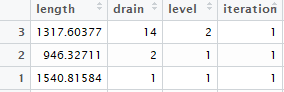 length drain level iteration
3 1317.60377 14 2 1
2 946.32711 2 1 1
1 1540.81584 1 1 1